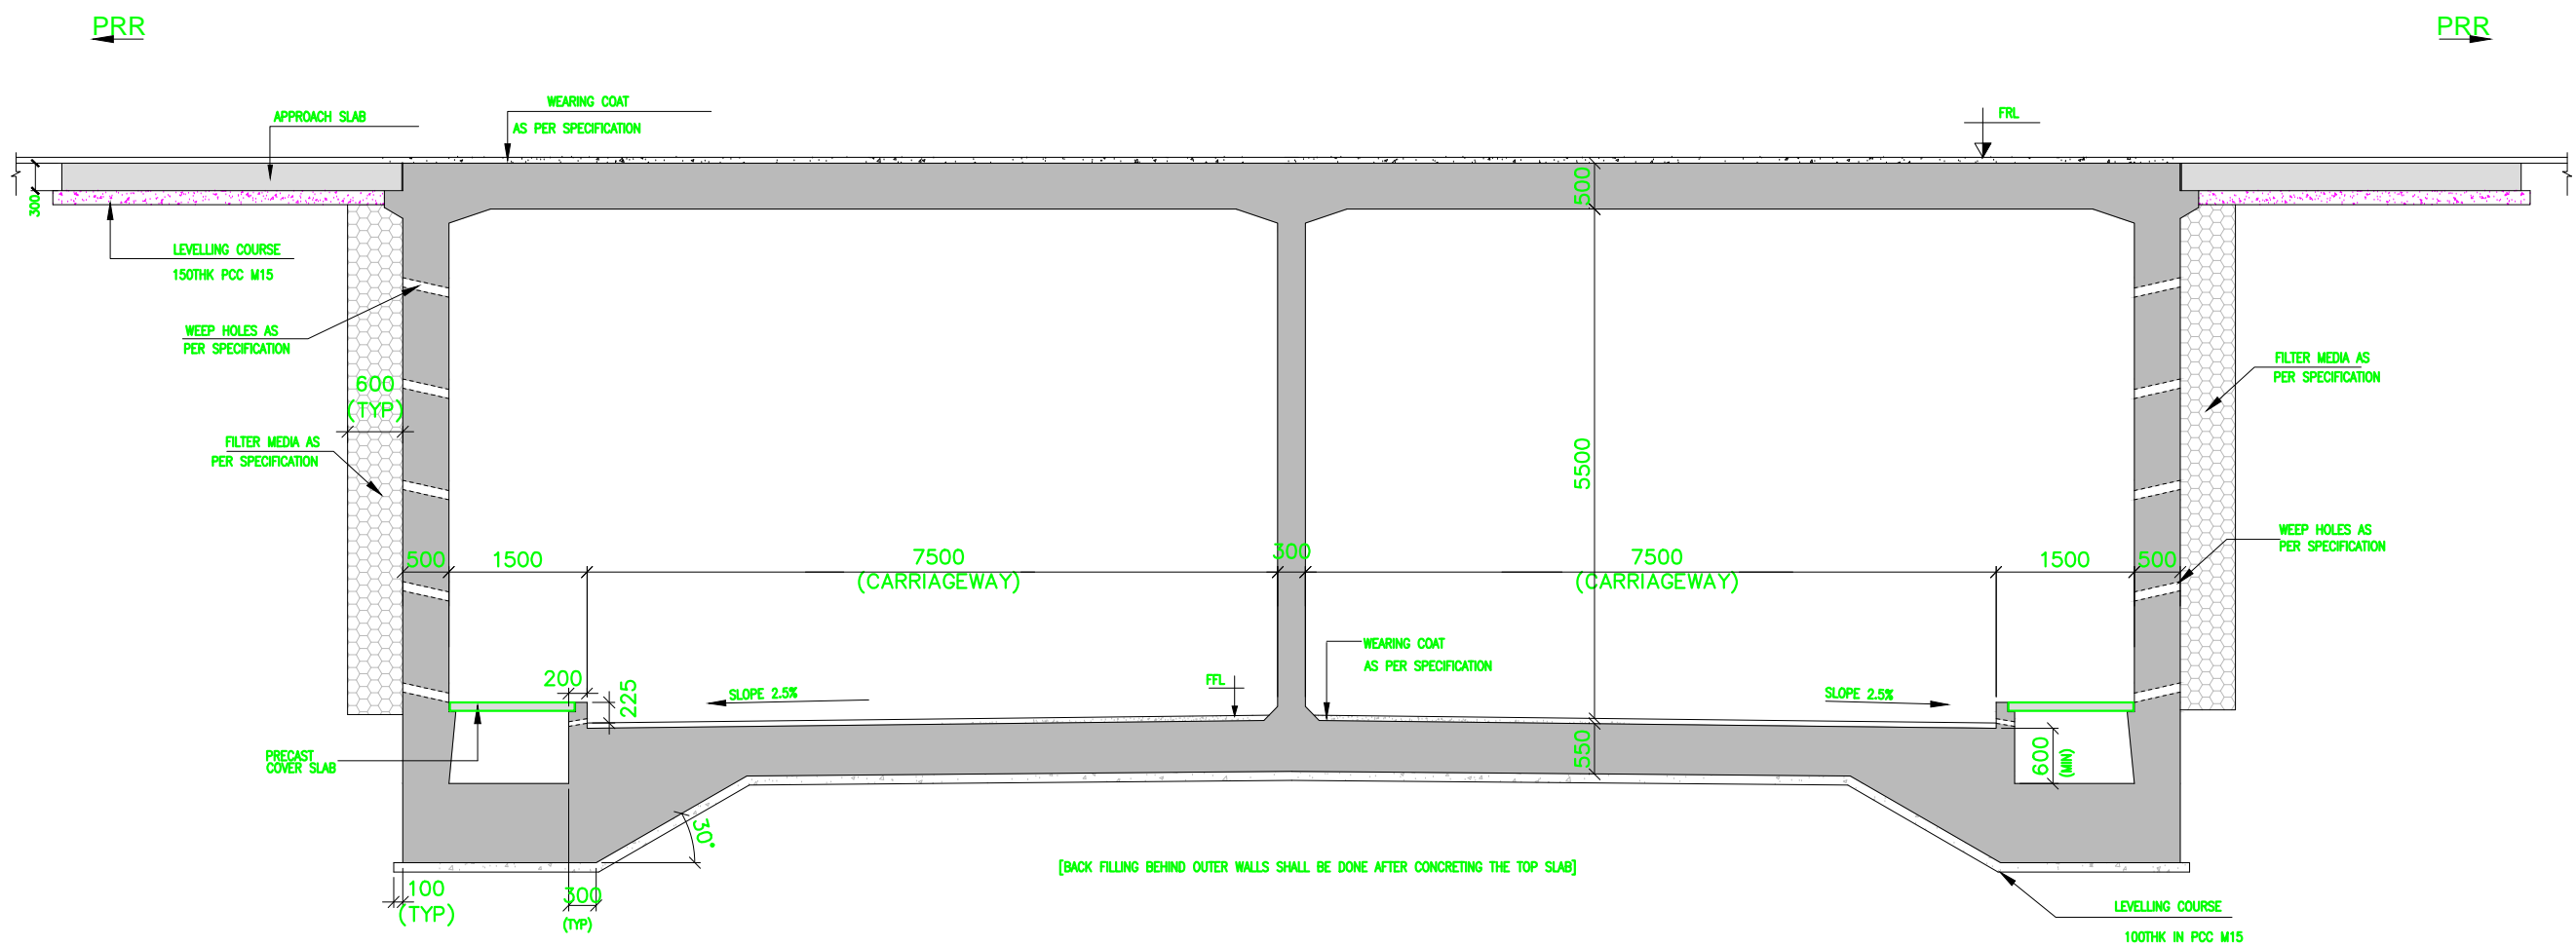 PRR
PRR
WEARING COAT
AS PER SPECIFICATION
APPROACH SLAB
FRL
300
500
LEVELLING COURSE
150THK PCC M15
WEEP HOLES AS
PER SPECIFICATION
600
(TYP)
FILTER MEDIA AS
PER SPECIFICATION
FILTER MEDIA AS
PER SPECIFICATION
5500
WEEP HOLES AS
PER SPECIFICATION
500
1500
7500
(CARRIAGEWAY)
300
7500
(CARRIAGEWAY)
1500
500
WEARING COAT
AS PER SPECIFICATION
200
225
SLOPE 2.5%
FFL
SLOPE 2.5%
PRECAST
COVER SLAB
550
600
(MIN)
30°
[BACK FILLING BEHIND OUTER WALLS SHALL BE DONE AFTER CONCRETING THE TOP SLAB]
100
(TYP)
300
(TYP)
LEVELLING COURSE
100THK IN PCC M15